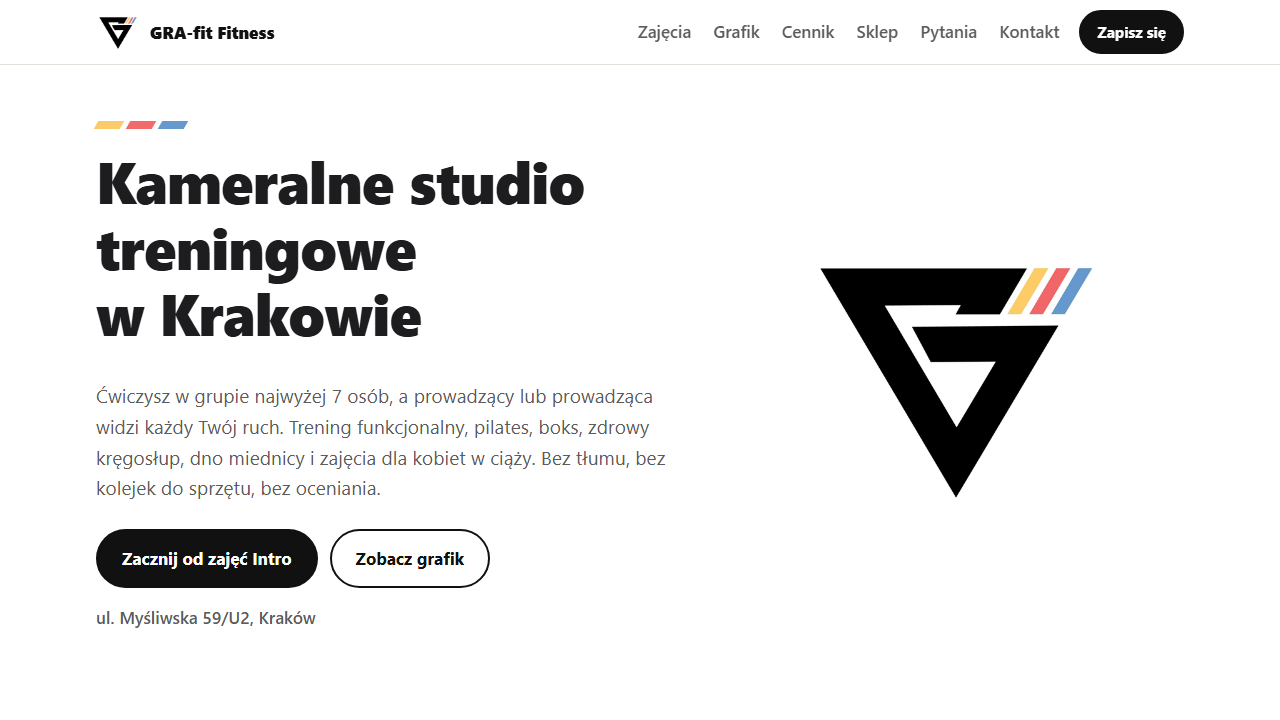 GRA-fit Fitness
Zajęcia
Grafik
Cennik
Sklep
Pytania
Kontakt
Zapisz się
Kameralne studio
treningowe
w Krakowie
Ćwiczysz w grupie najwyżej 7 osób, a prowadzący lub prowadząca
widzi każdy Twój ruch. Trening funkcjonalny, pilates, boks, zdrowy
kręgosłup, dno miednicy i zajęcia dla kobiet w ciąży. Bez tłumu, bez
kolejek do sprzętu, bez oceniania.
Zacznij od zajęć Intro
Zobacz grafik
ul. Myśliwska 59/U2, Kraków